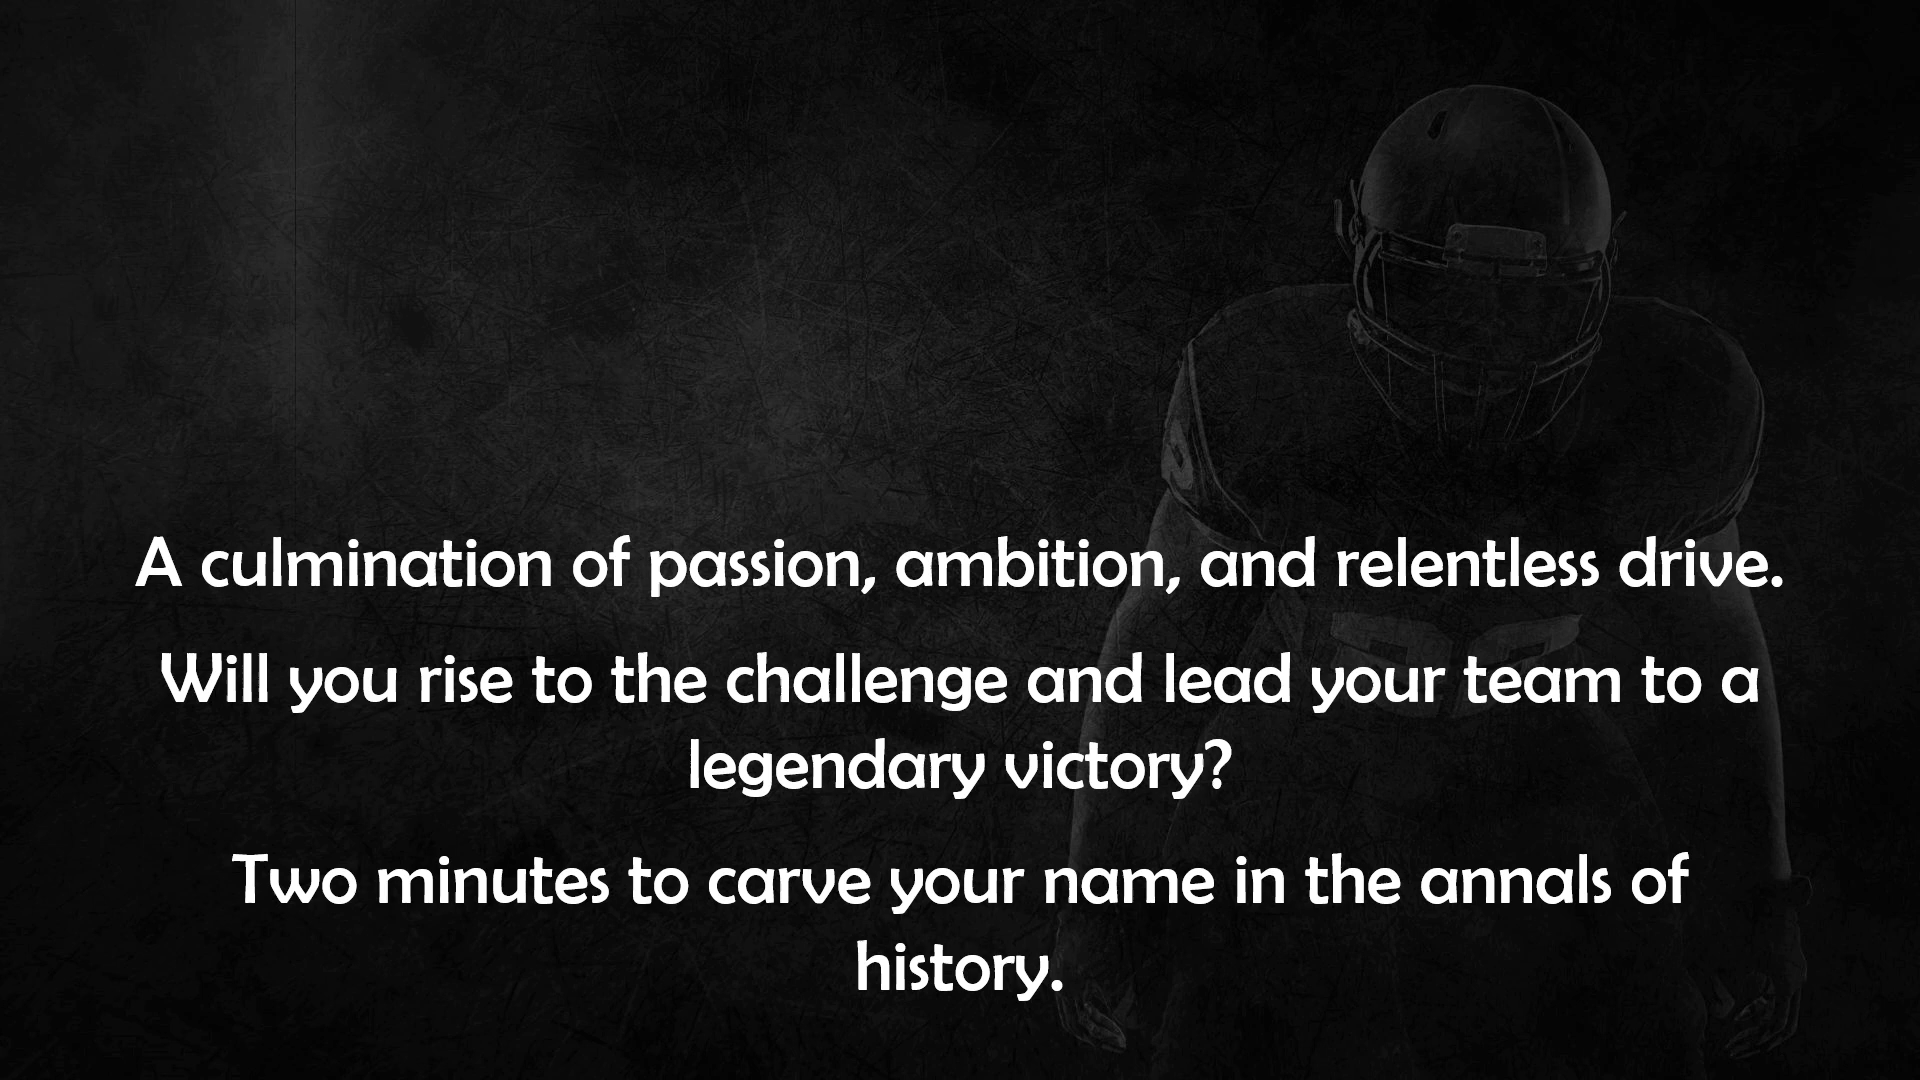 A culmination of passion, ambition, and relentless drive.
Will you rise to the challenge and lead your team to a
legendary victory?
Two minutes to carve your name in the annals of
history.